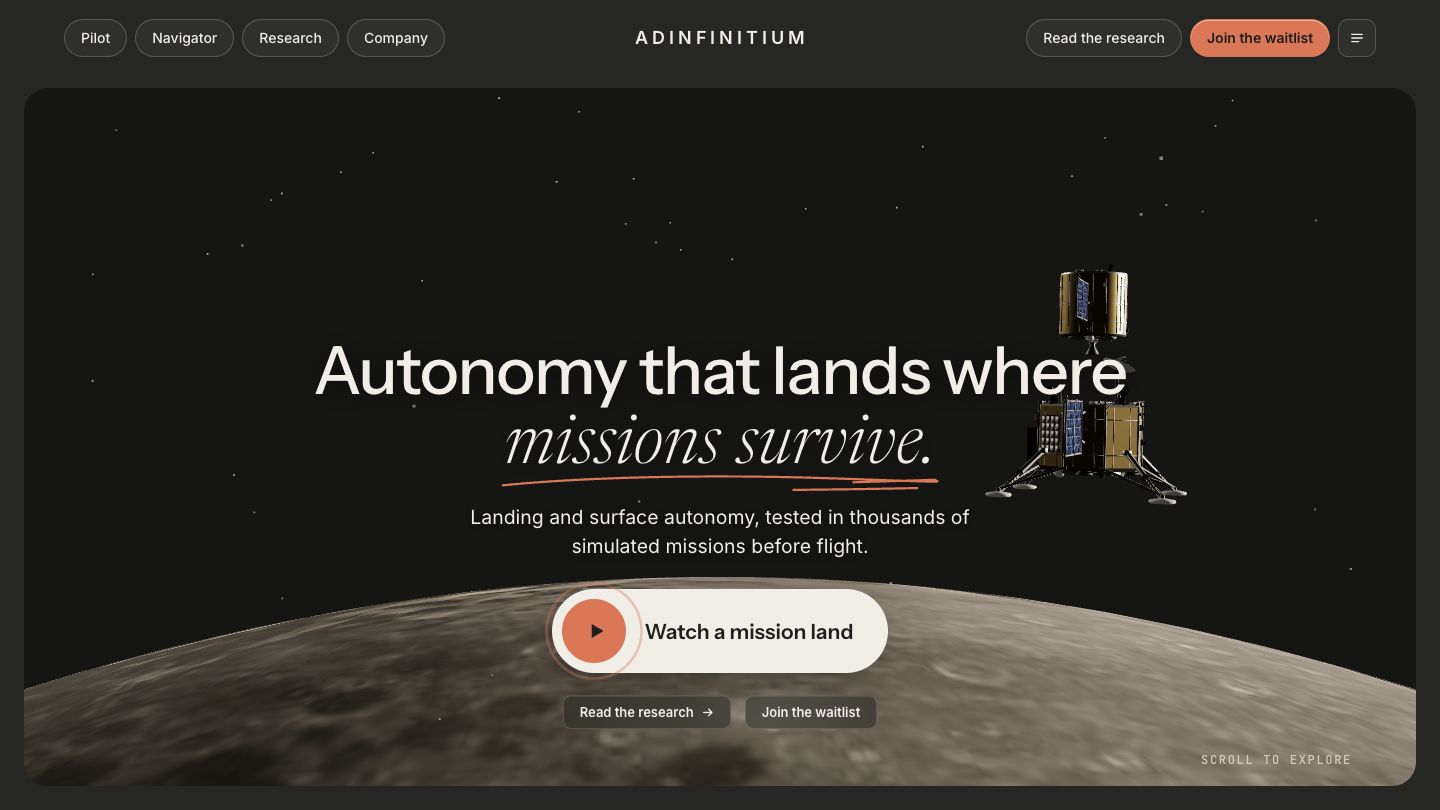 Pilot
Navigator
Research
Company
ADINFINITIUM
Read the research
Join the waitlist
Autonomy that lands where
missions survive.
Landing and surface autonomy, tested in thousands of
simulated missions before flight.
Watch a mission land
Read the research →
Join the waitlist
SCROLL TO EXPLORE